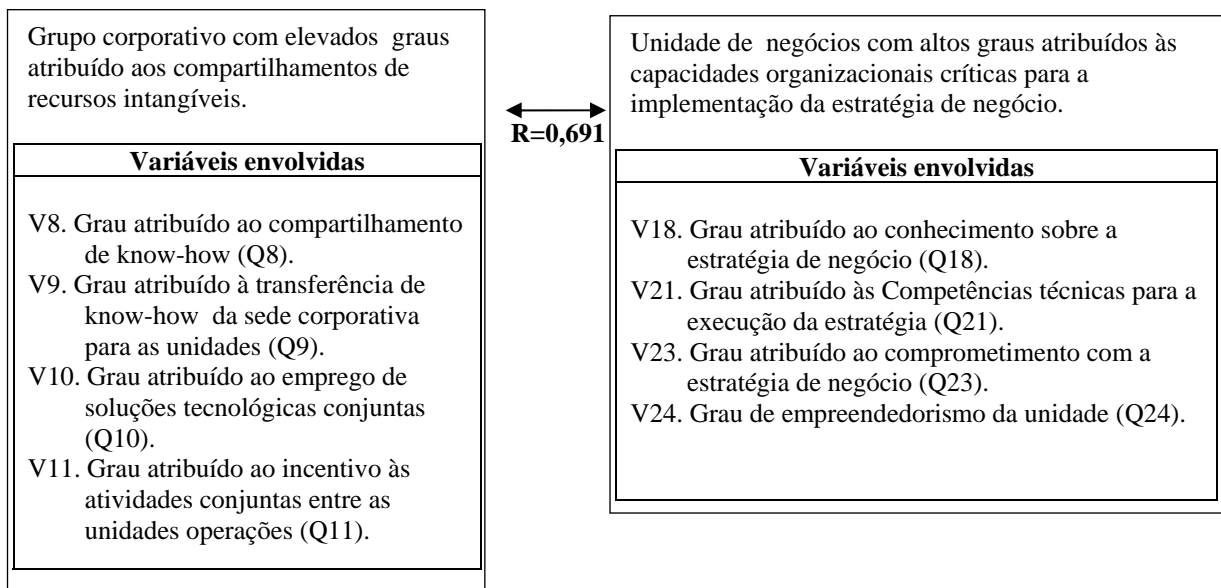 Grupo corporativo com elevados graus
atribuído aos compartilhamentos de
recursos intangíveis.
Variáveis envolvidas
V8. Grau atribuído ao compartilhamento
de know-how (Q8).
V9. Grau atribuído à transferência de
know-how da sede corporativa
para as unidades (Q9).
V10. Grau atribuído ao emprego de
soluções tecnológicas conjuntas
(Q10).
V11. Grau atribuído ao incentivo às
atividades conjuntas entre as
unidades operações (Q11).
R=0,691
Unidade de negócios com altos graus atribuídos às
capacidades organizacionais críticas para a
implementação da estratégia de negócio.
Variáveis envolvidas
V18. Grau atribuído ao conhecimento sobre a
estratégia de negócio (Q18).
V21. Grau atribuído às Competências técnicas para a
execução da estratégia (Q21).
V23. Grau atribuído ao comprometimento com a
estratégia de negócio (Q23).
V24. Grau de empreendedorismo da unidade (Q24).